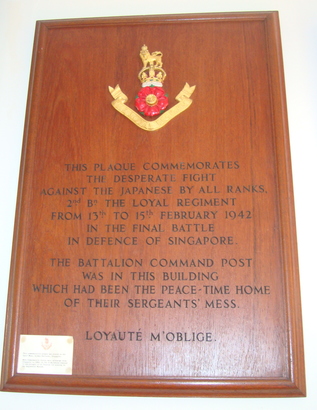 THIS PLAQUE COMMEMORATES
THE DESPERATE FIGHT
AGAINST THE JAPANESE BY ALL RANKS,
2nd Bn THE LOYAL REGIMENT
FROM 13th TO 15th FEBRUARY 1942
IN THE FINAL BATTLE
IN DEFENCE OF SINGAPORE.
THE BATTALION COMMAND POST
WAS IN THIS BUILDING
WHICH HAD BEEN THE PEACE-TIME HOME
OF THEIR SERGEANTS' MESS.
LOYAUTÉ M'OBLIGE.